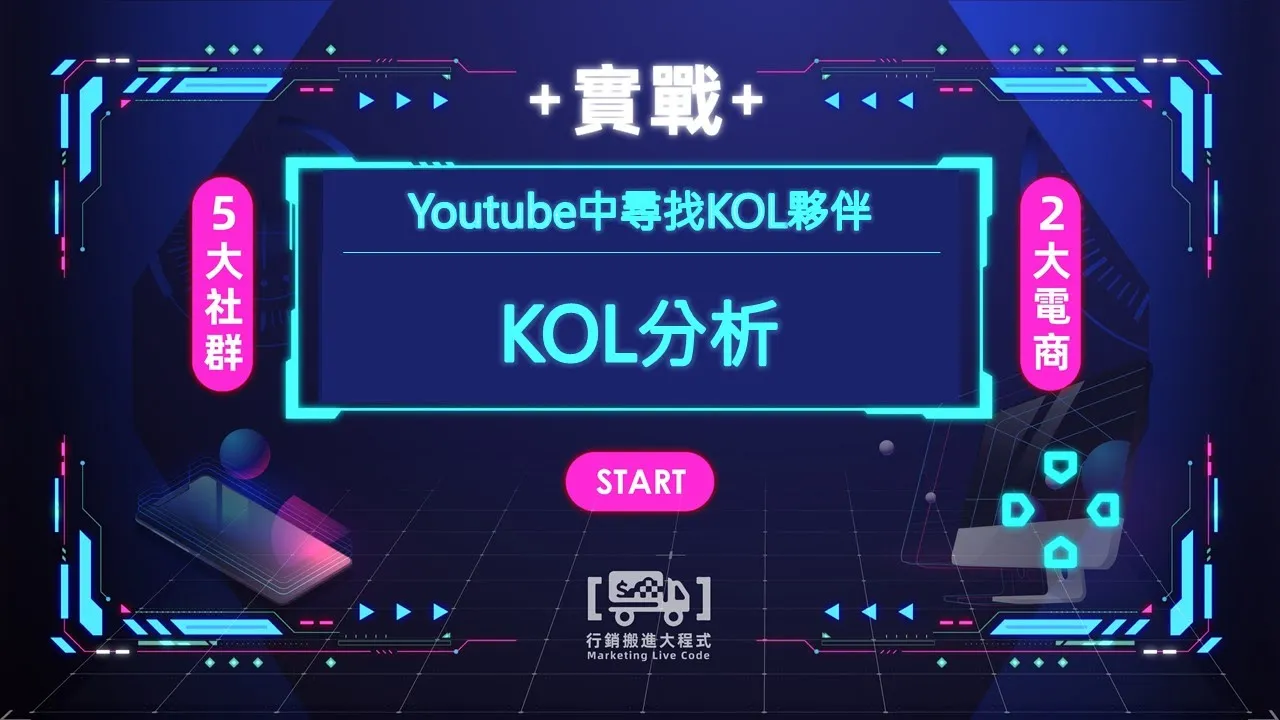 實戰
5大社群
Youtube中尋找KOL夥伴
KOL分析
2大電商
START
行銷搬進大程式
Marketing Live Code